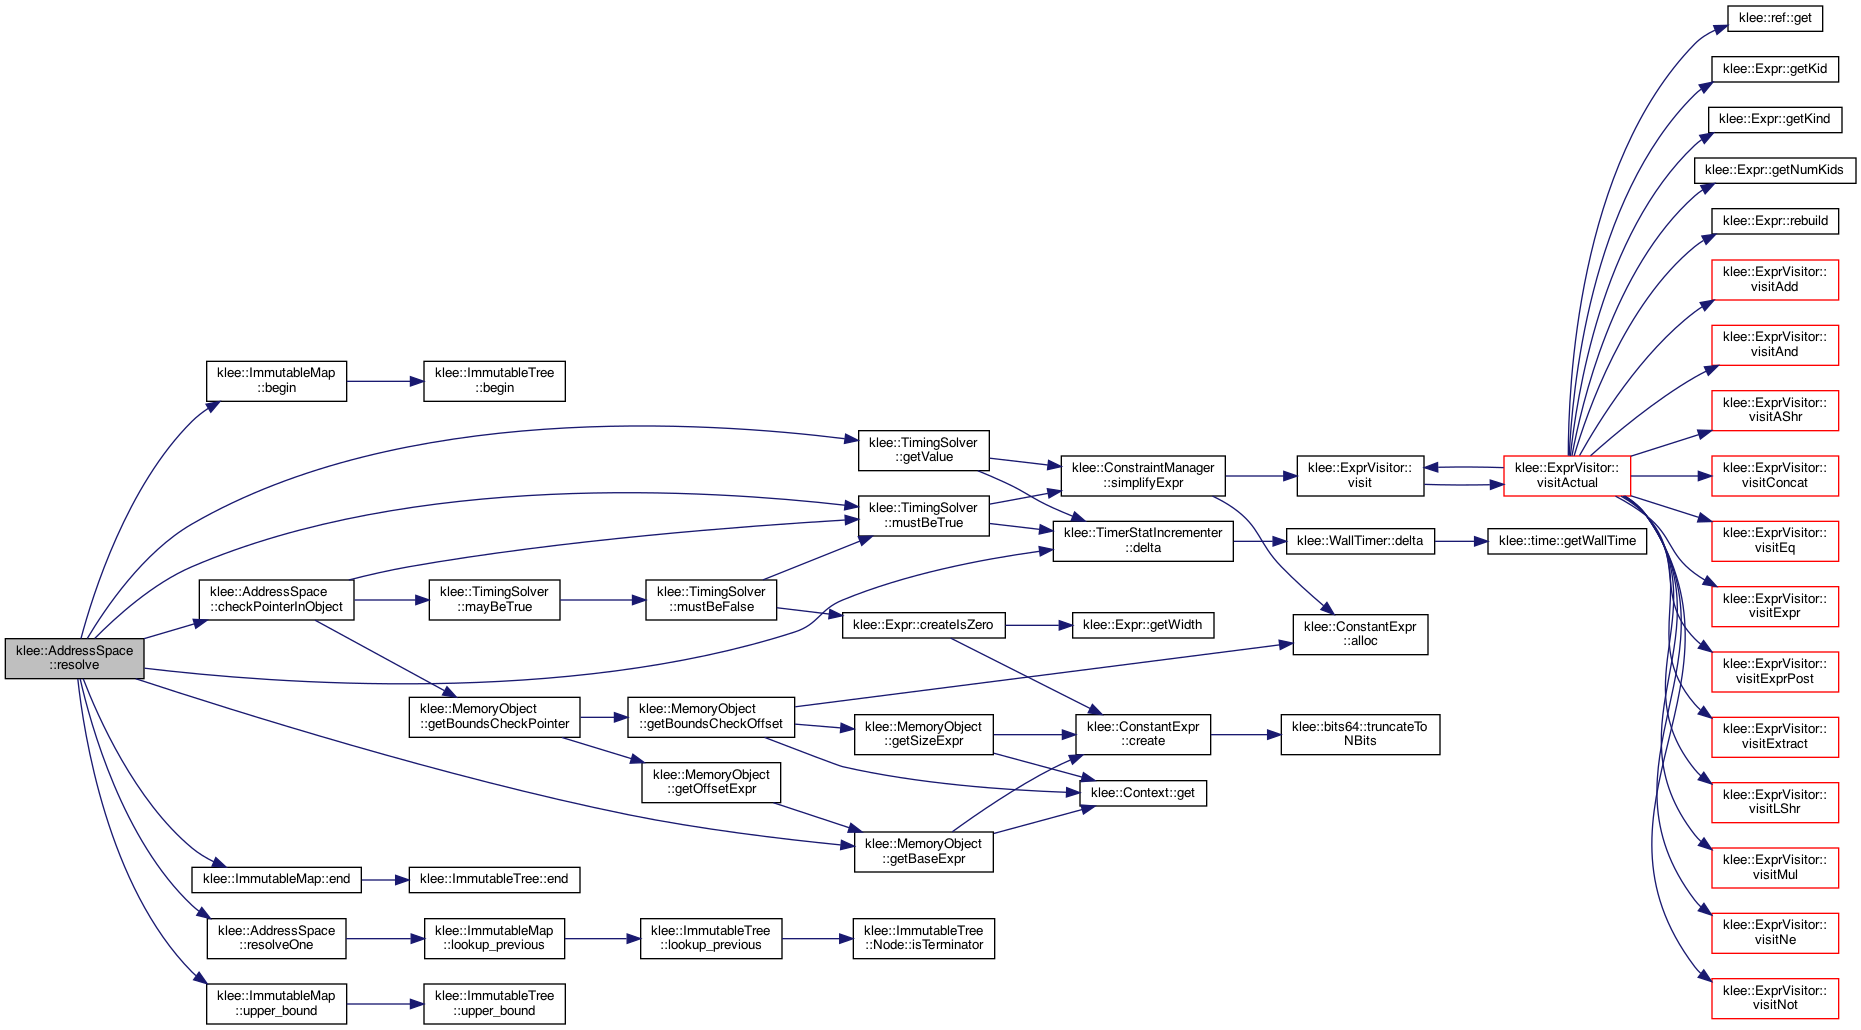 klee::AddressSpace
::resolve
klee::ImmutableMap
::begin
klee::ImmutableTree
::begin
klee::AddressSpace
::checkPointerInObject
klee::TimingSolver
::mayBeTrue
klee::TimingSolver
::mustBeFalse
klee::MemoryObject
::getBoundsCheckPointer
klee::MemoryObject
::getBoundsCheckOffset
klee::MemoryObject
::getOffsetExpr
klee::ImmutableMap::end
klee::ImmutableTree::end
klee::AddressSpace
::resolveOne
klee::ImmutableMap
::lookup_previous
klee::ImmutableTree
::lookup_previous
klee::ImmutableTree
::Node::isTerminator
klee::ImmutableMap
::upper_bound
klee::ImmutableTree
::upper_bound
klee::TimingSolver
::getValue
klee::TimingSolver
::mustBeTrue
klee::Expr::createIsZero
klee::MemoryObject
::getSizeExpr
klee::MemoryObject
::getBaseExpr
klee::ConstraintManager
::simplifyExpr
klee::TimerStatIncrementer
::delta
klee::Expr::getWidth
klee::ConstantExpr
::create
klee::Context::get
klee::ExprVisitor::
visit
klee::WallTimer::delta
klee::ConstantExpr
::alloc
klee::bits64::truncateTo
NBits
klee::ExprVisitor::
visitActual
klee::time::getWallTime
klee::ref::get
klee::Expr::getKid
klee::Expr::getKind
klee::Expr::getNumKids
klee::Expr::rebuild
klee::ExprVisitor::
visitAdd
klee::ExprVisitor::
visitAnd
klee::ExprVisitor::
visitAShr
klee::ExprVisitor::
visitConcat
klee::ExprVisitor::
visitEq
klee::ExprVisitor::
visitExpr
klee::ExprVisitor::
visitExprPost
klee::ExprVisitor::
visitExtract
klee::ExprVisitor::
visitLShr
klee::ExprVisitor::
visitMul
klee::ExprVisitor::
visitNe
klee::ExprVisitor::
visitNot